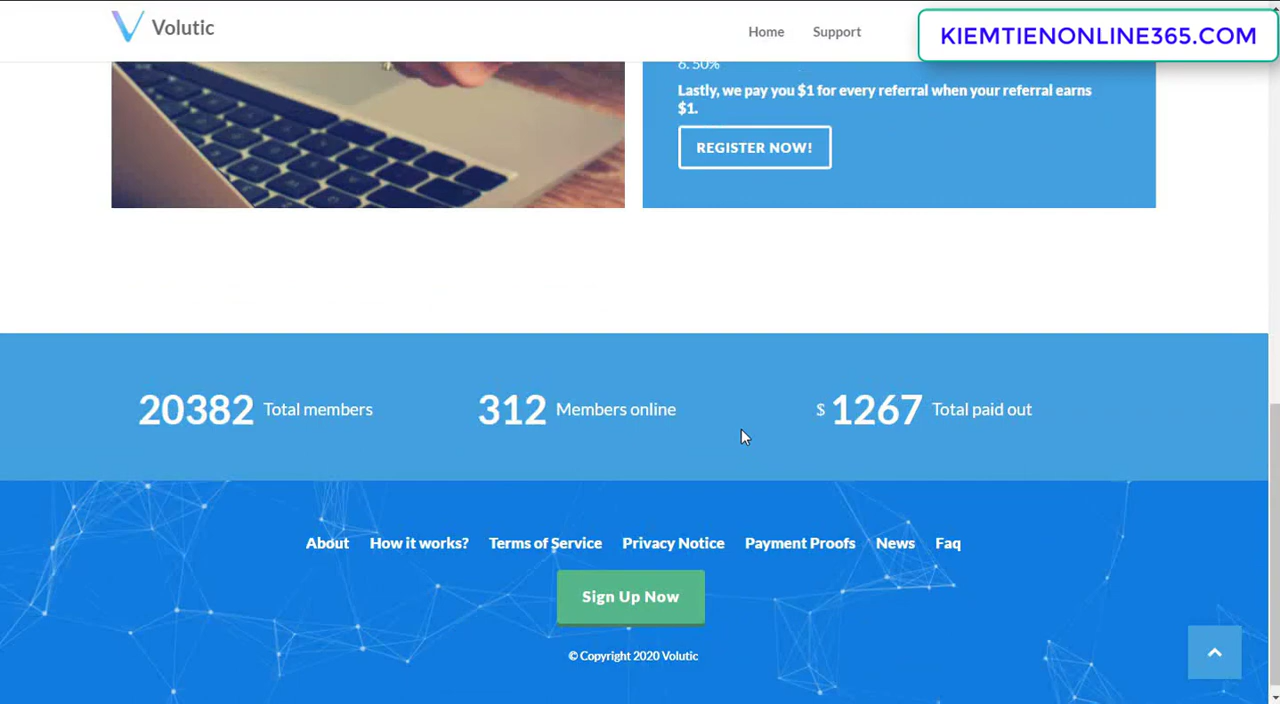 Volutic
Home
Support
KIEMTIENONLINE365.COM
6. 50%
Lastly, we pay you $1 for every referral when your referral earns
$1.
REGISTER NOW!
20382 Total members
312 Members online
$ 1267 Total paid out
About How it works? Terms of Service Privacy Notice Payment Proofs News Faq
Sign Up Now
© Copyright 2020 Volutic